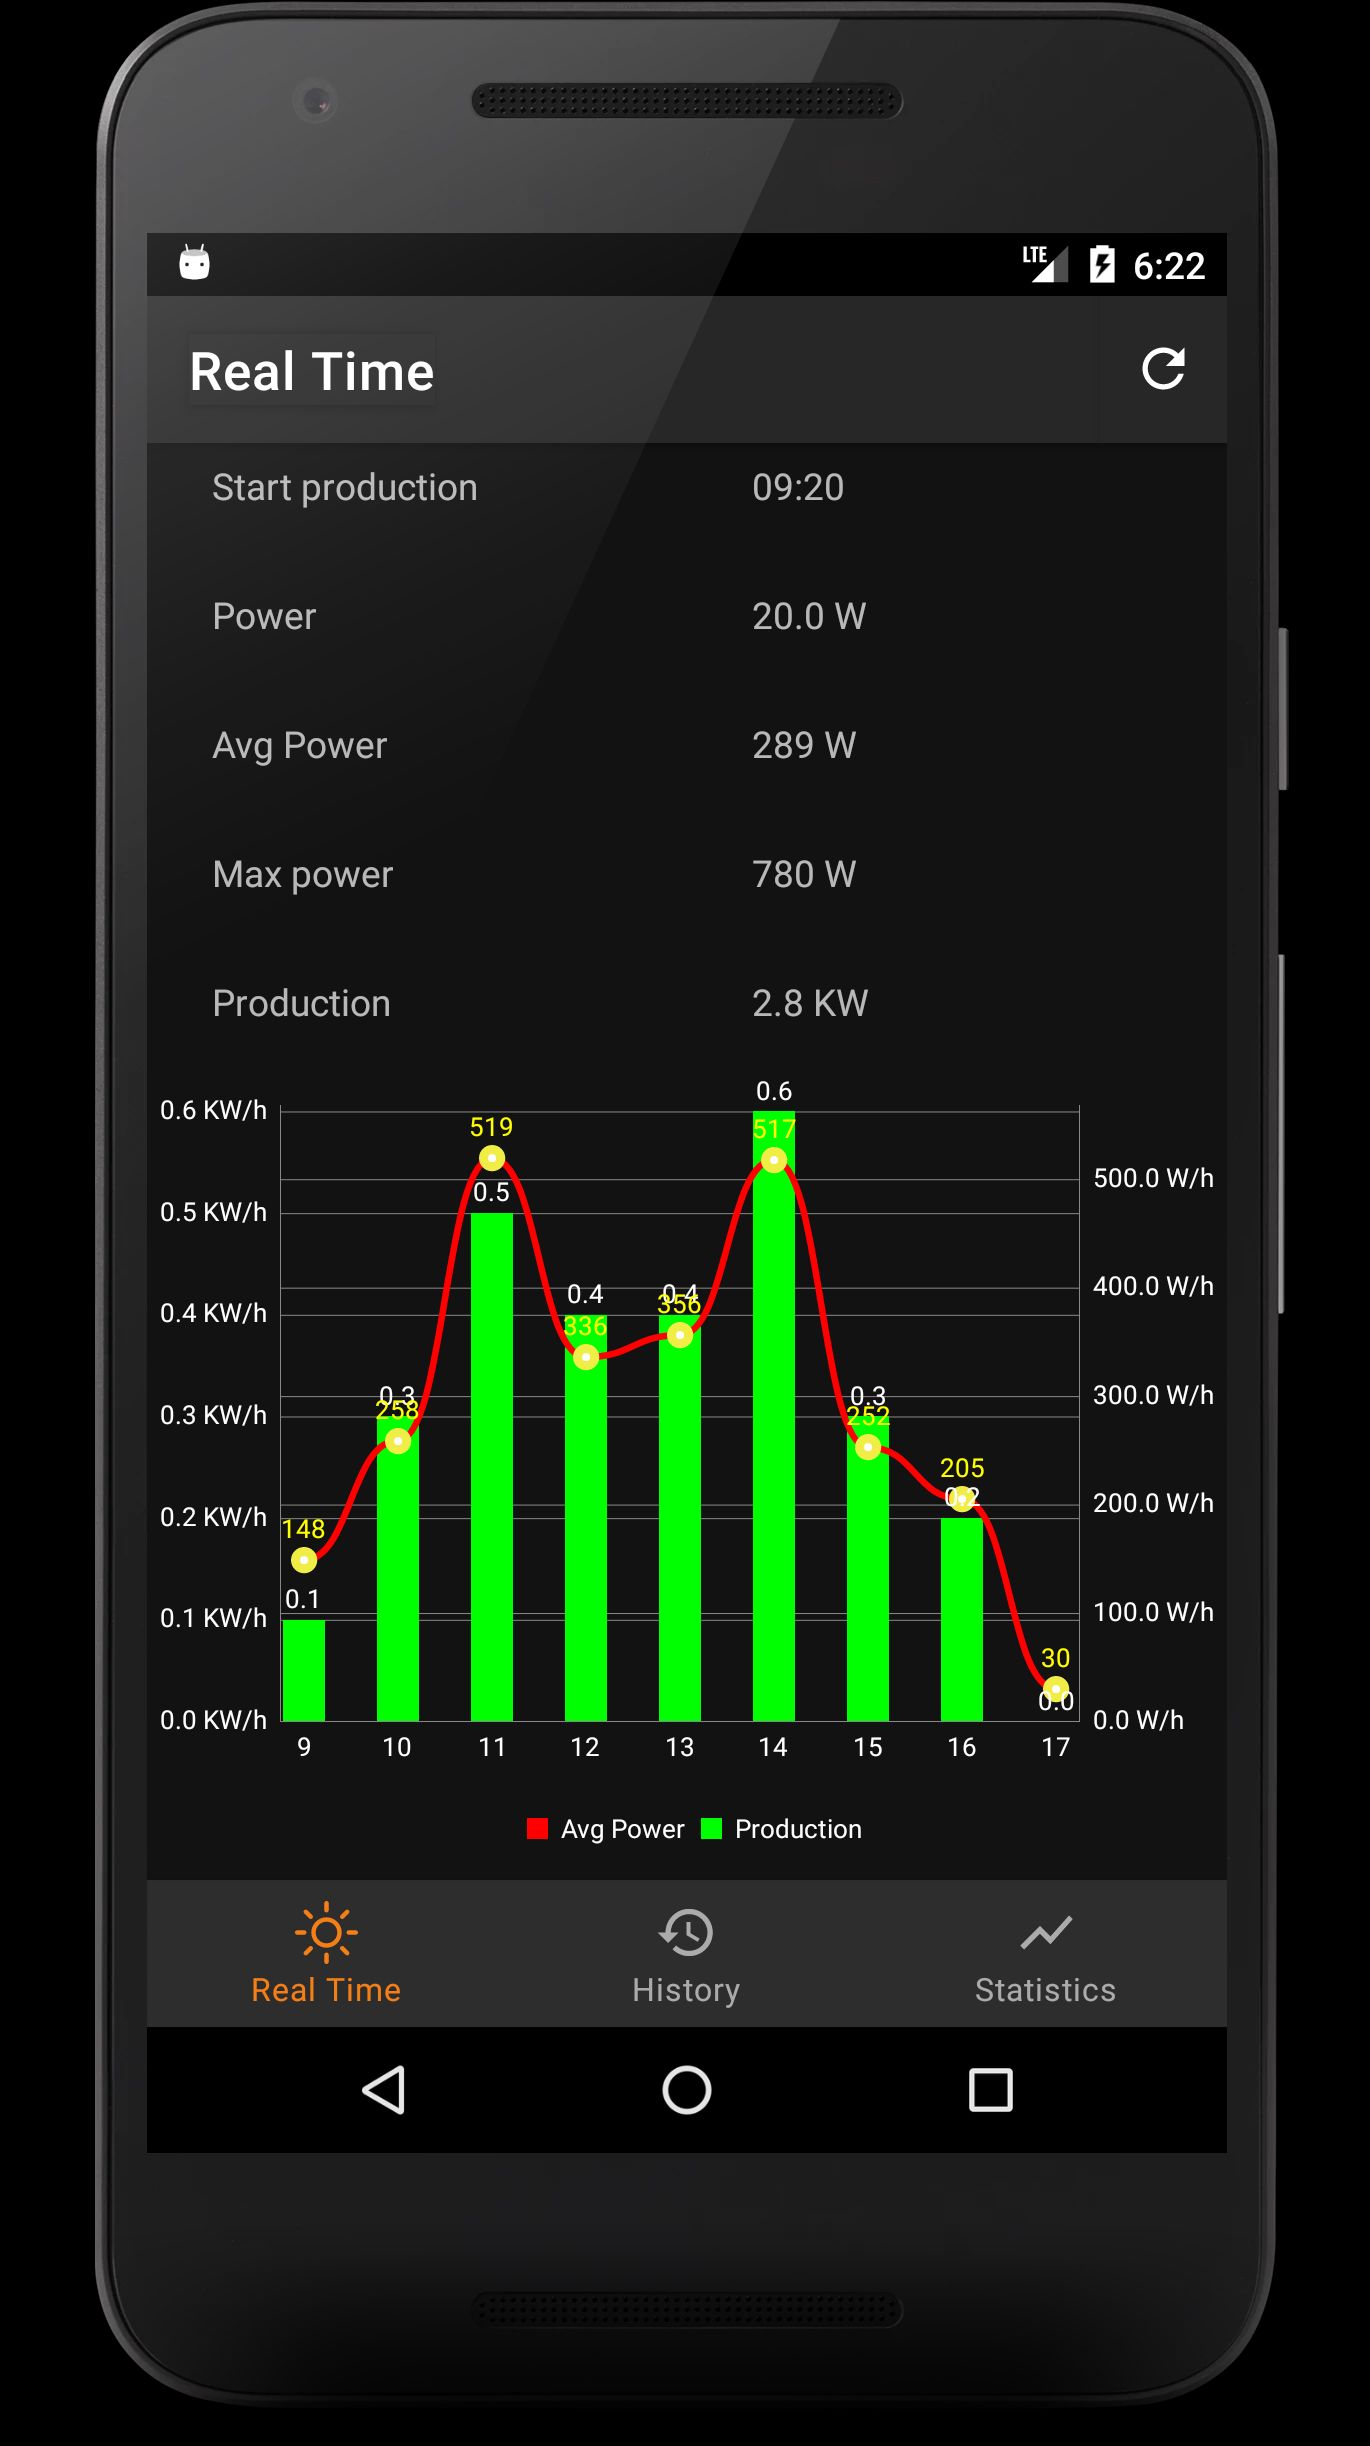 LTE 6:22
Real Time
Start production 09:20
Power 20.0 W
Avg Power 289 W
Max power 780 W
Production 2.8 KW
0.6
0.6 KW/h
519
517
500.0 W/h
0.5
0.5 KW/h
400.0 W/h
0.4
0.4
356
0.4 KW/h
336
300.0 W/h
0.3
0.3
258
252
0.3 KW/h
205
0.2
200.0 W/h
0.2 KW/h
148
0.1
100.0 W/h
0.1 KW/h
30
0.0
0.0 KW/h
0.0 W/h
9 10 11 12 13 14 15 16 17
Avg Power Production
Real Time History Statistics